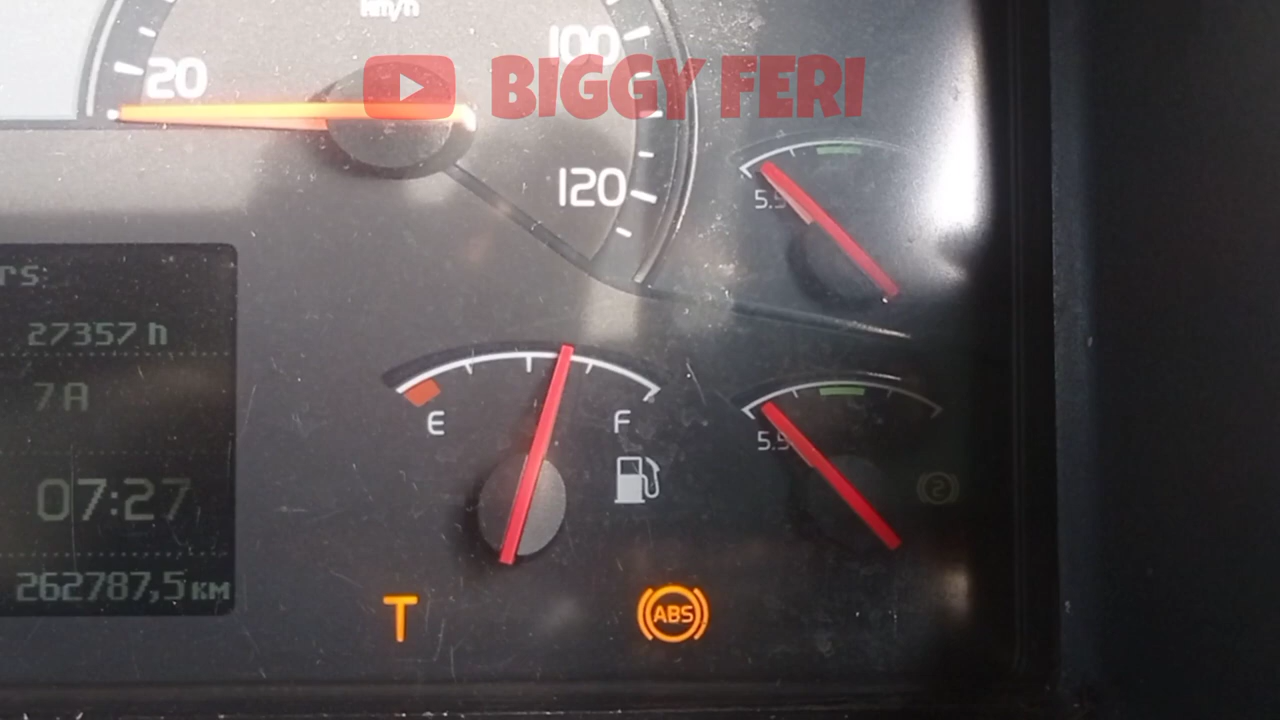 km/h
100
20
BIGGY FERI
120
5.5
rs:
27357 h
7A
E
F
5.5
2
07:27
262787,5 км
T
ABS